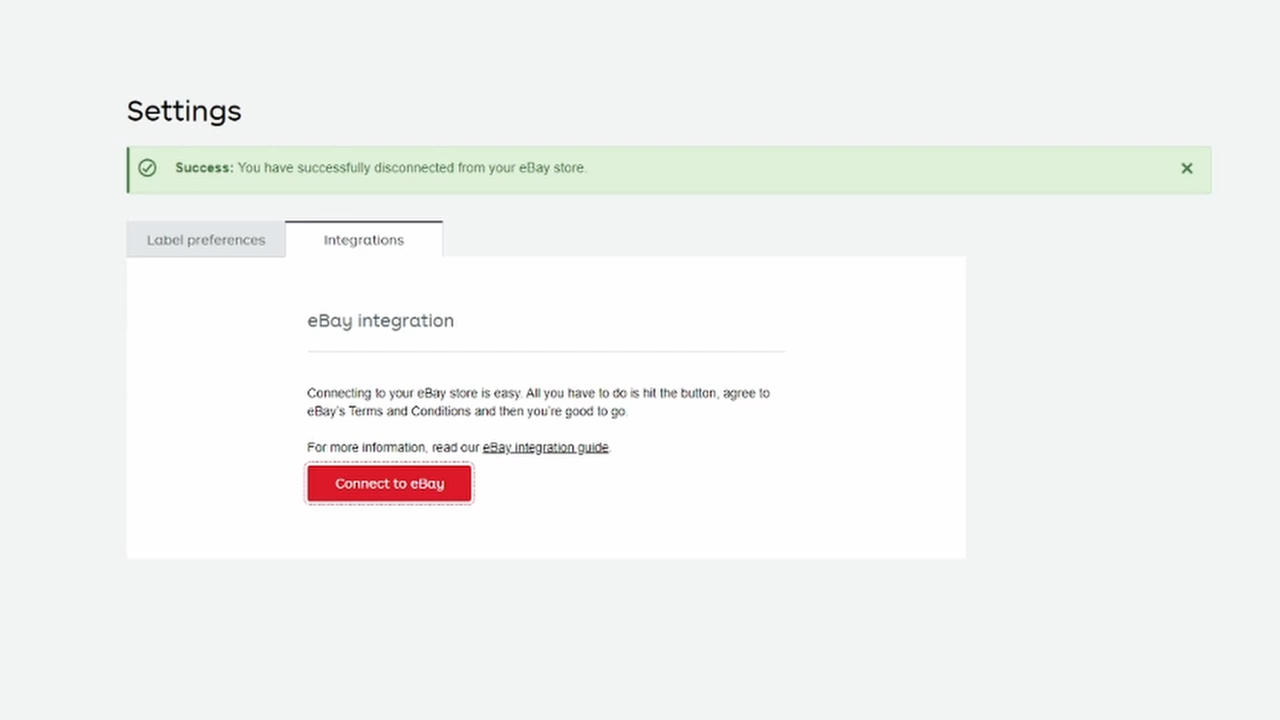 Settings
Success: You have successfully disconnected from your eBay store.
Label preferences
Integrations
eBay integration
Connecting to your eBay store is easy. All you have to do is hit the button, agree to
eBay's Terms and Conditions and then you're good to go.
For more information, read our eBay integration guide.
Connect to eBay